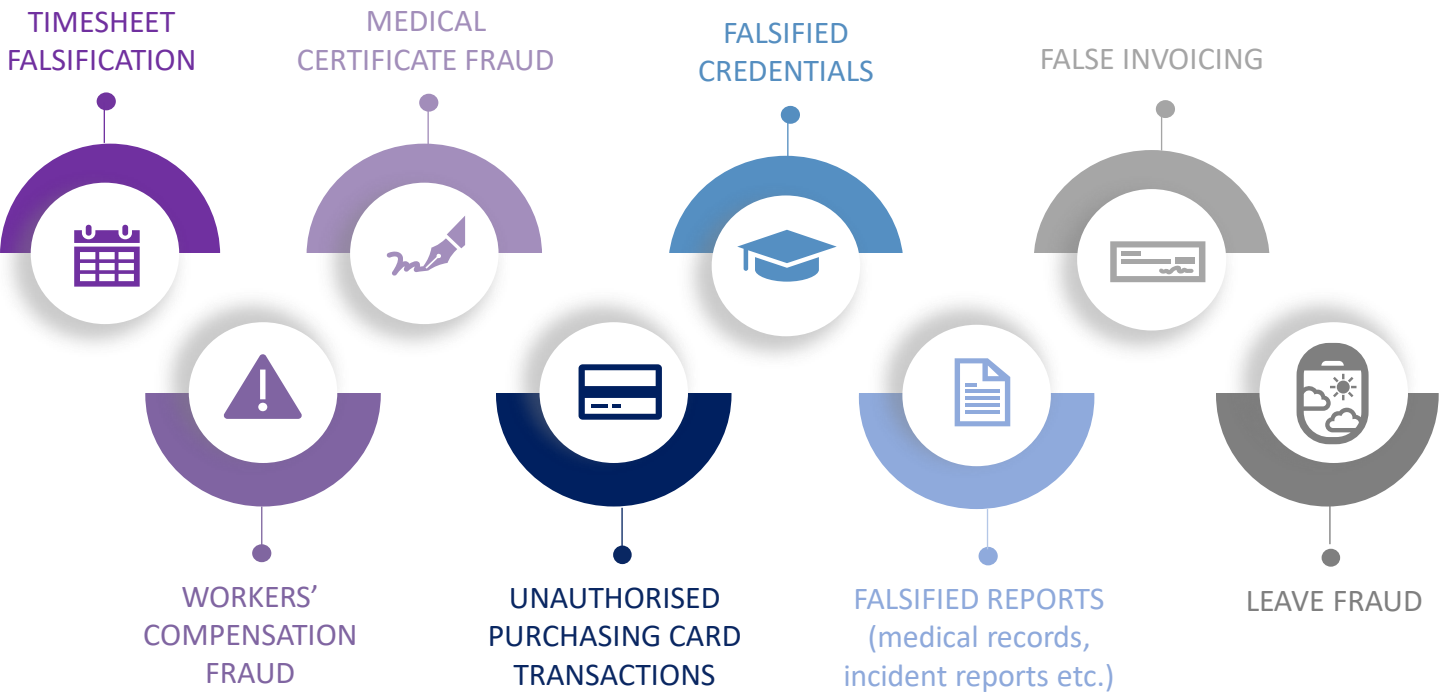 TIMESHEET
FALSIFICATION
MEDICAL
CERTIFICATE FRAUD
FALSIFIED
CREDENTIALS
FALSE INVOICING
WORKERS’
COMPENSATION
FRAUD
UNAUTHORISED
PURCHASING CARD
TRANSACTIONS
FALSIFIED REPORTS
(medical records,
incident reports etc.)
LEAVE FRAUD